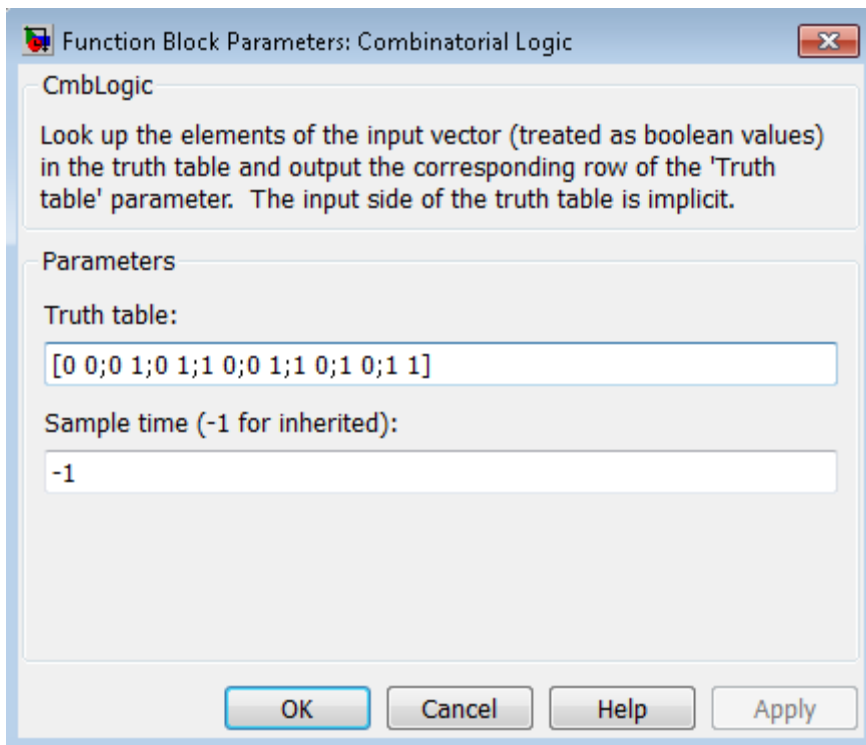 Function Block Parameters: Combinatorial Logic
CmbLogic
Look up the elements of the input vector (treated as boolean values)
in the truth table and output the corresponding row of the 'Truth
table' parameter.  The input side of the truth table is implicit.
Parameters
Truth table:
[0 0;0 1;0 1;1 0;0 1;1 0;1 0;1 1]
Sample time (-1 for inherited):
-1
OK Cancel Help Apply